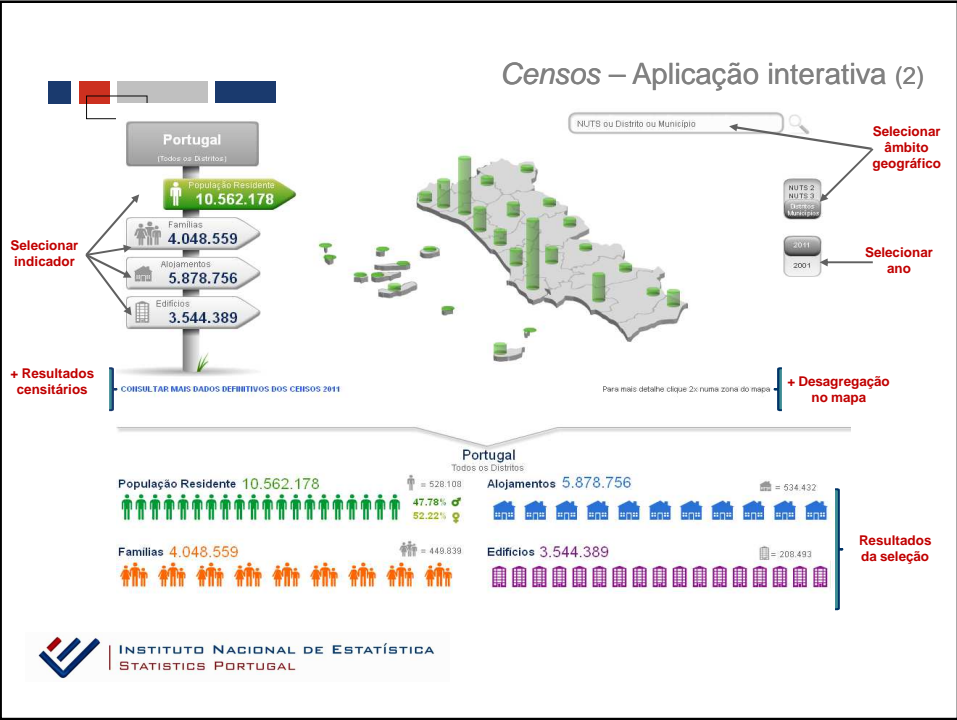 Censos – Aplicação interativa (2)
Portugal
(Todos os Distritos)
População Residente
10.562.178
Famílias
4.048.559
Alojamentos
5.878.756
Edifícios
3.544.389
Selecionar
indicador
NUTS ou Distrito ou Município
Selecionar
âmbito
geográfico
NUTS 2
NUTS 3
Distritos
Municípios
2011
2001
Selecionar
ano
+ Resultados
censitários
CONSULTAR MAIS DADOS DEFINITIVOS DOS CENSOS 2011
Para mais detalhe clique 2x numa zona do mapa
+ Desagregação
no mapa
Portugal
Todos os Distritos
População Residente 10.562.178
= 528.108
47.78% ♂
52.22% ♀
Alojamentos 5.878.756
= 534.432
Famílias 4.048.559
= 449.839
Edifícios 3.544.389
= 208.493
Resultados
da seleção
INSTITUTO NACIONAL DE ESTATÍSTICA
STATISTICS PORTUGAL